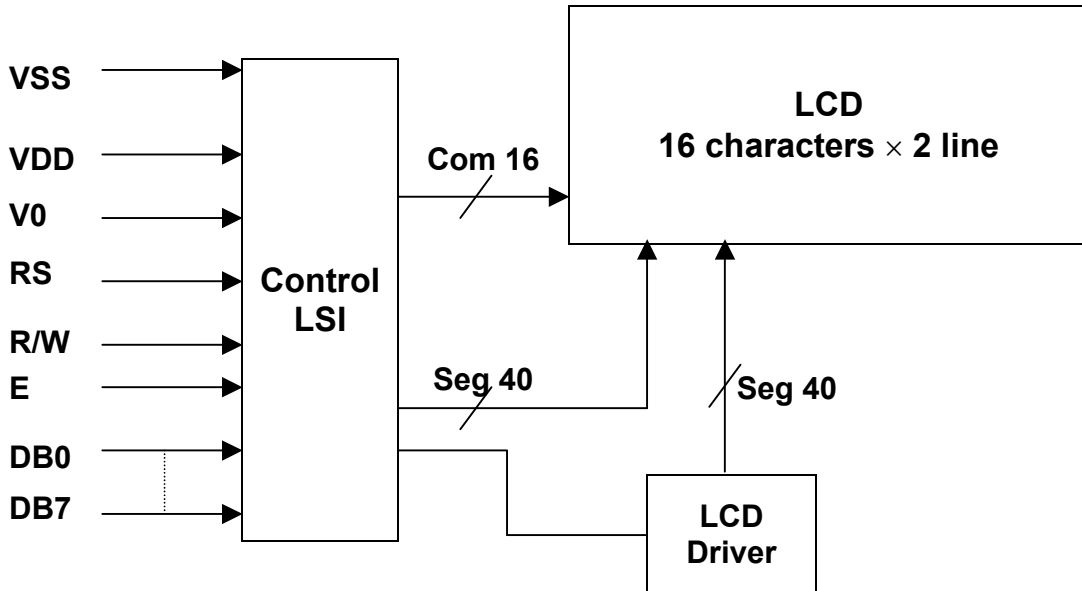 VSS
VDD
V0
RS
R/W
E
DB0
DB7
Control
LSI
Com 16
Seg 40
LCD
16 characters × 2 line
Seg 40
LCD
Driver